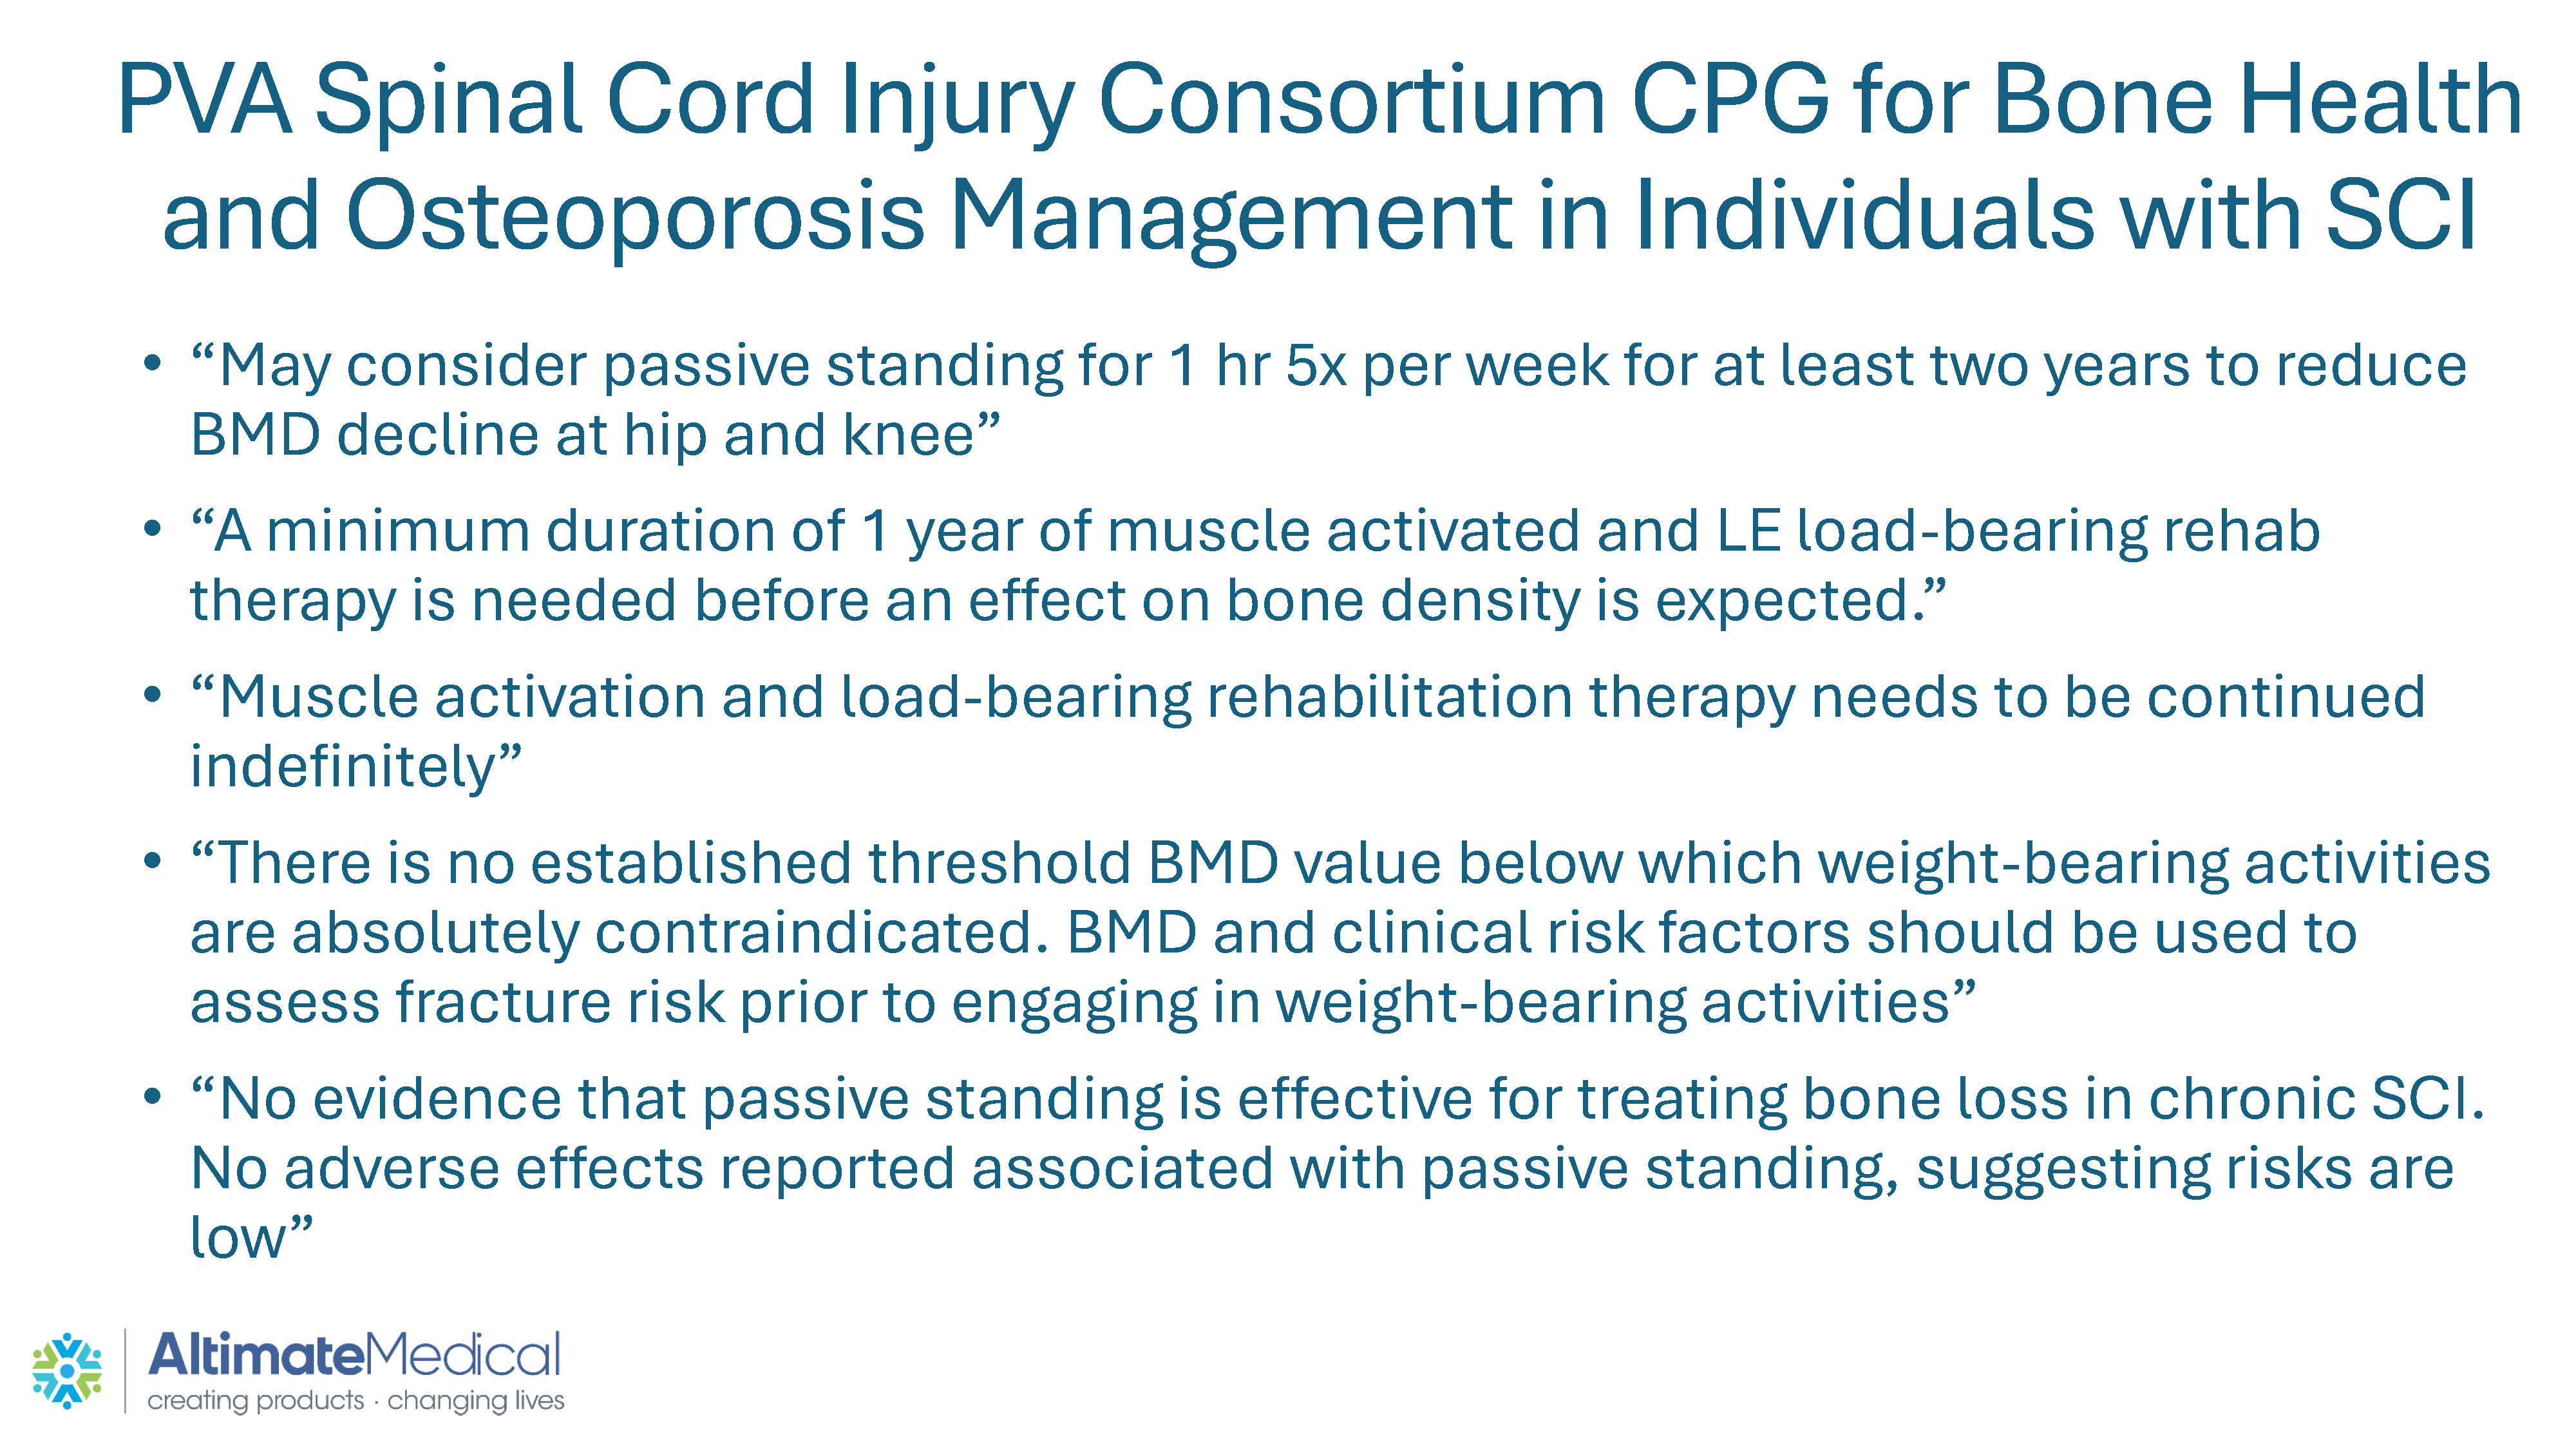 PVA Spinal Cord Injury Consortium CPG for Bone Health
and Osteoporosis Management in Individuals with SCI
• “May consider passive standing for 1 hr 5x per week for at least two years to reduce
BMD decline at hip and knee”
• “A minimum duration of 1 year of muscle activated and LE load-bearing rehab
therapy is needed before an effect on bone density is expected.”
• “Muscle activation and load-bearing rehabilitation therapy needs to be continued
indefinitely”
• “There is no established threshold BMD value below which weight-bearing activities
are absolutely contraindicated. BMD and clinical risk factors should be used to
assess fracture risk prior to engaging in weight-bearing activities”
• “No evidence that passive standing is effective for treating bone loss in chronic SCI.
No adverse effects reported associated with passive standing, suggesting risks are
low”
AltimateMedical
creating products · changing lives